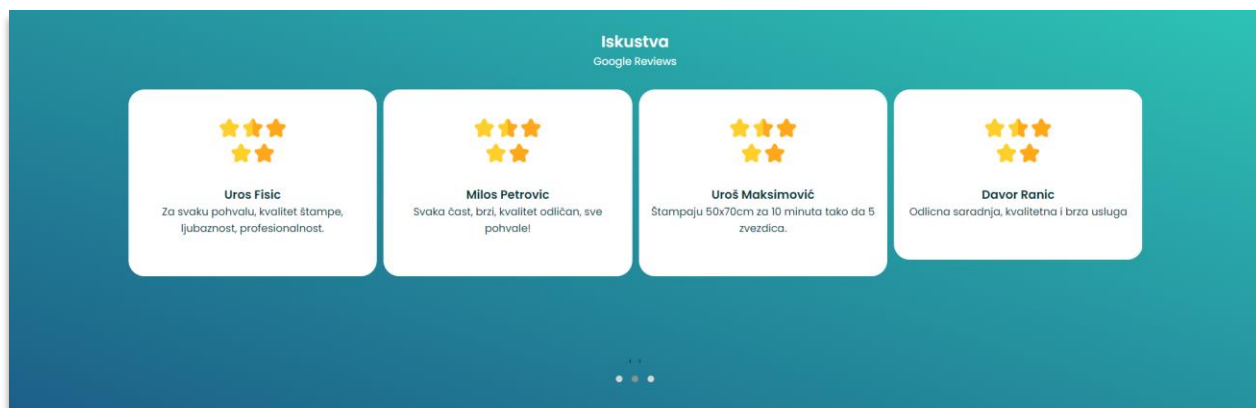 Iskustva
Google Reviews
Uros Fisic
Za svaku pohvalu, kvalitet štampe,
ljubaznost, profesionalnost.
Milos Petrovic
Svaka čast, brzi, kvalitet odličan, sve
pohvale!
Uroš Maksimović
Štampaju 50x70cm za 10 minuta tako da 5
zvezdica.
Davor Ranic
Odlicna saradnja, kvalitetna i brza usluga